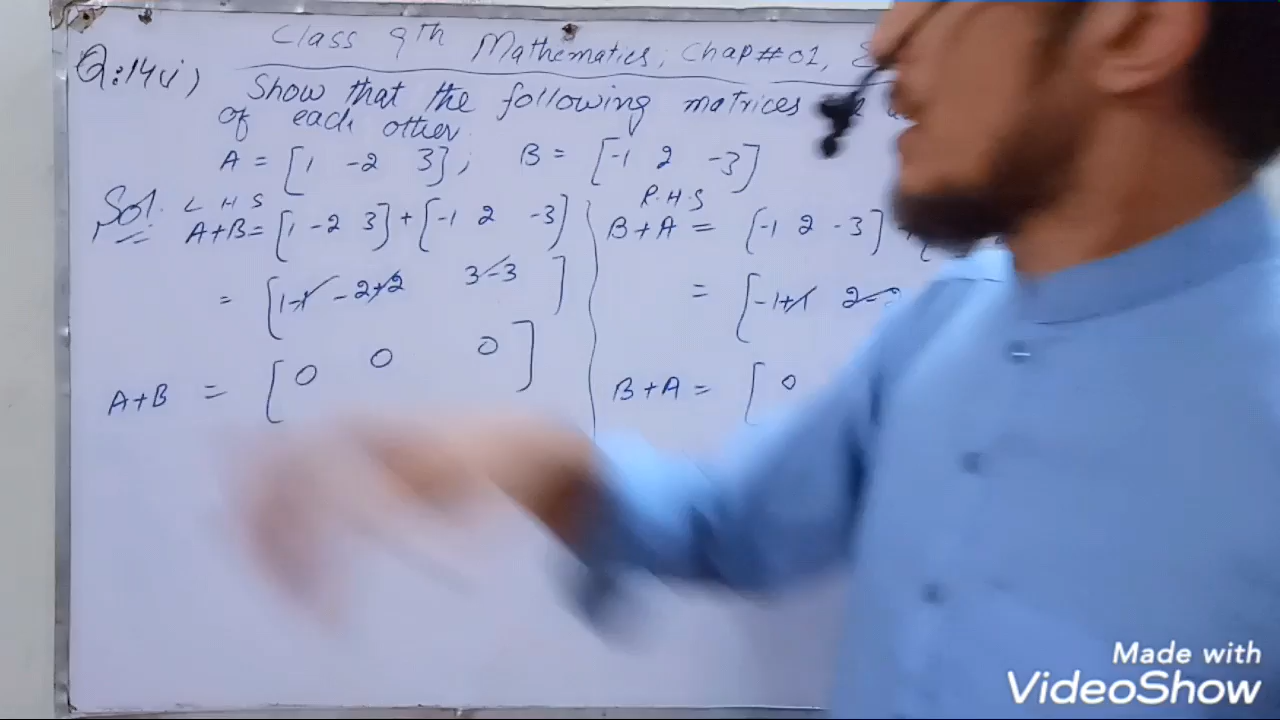 Class 9th Mathematics, Chap # 01,
Q:14(i) Show that the following matrices
of each other.
A = [1 -2 3]; B = [-1 2 -3]
Sol. L H S R.H.S
A+B = [1 -2 3] + [-1 2 -3] B+A = [-1 2 -3] +
= [1-1 -2+2 3-3] = [-1+1 2-2
A+B = [0 0 0] B+A = [0
Made with
VideoShow